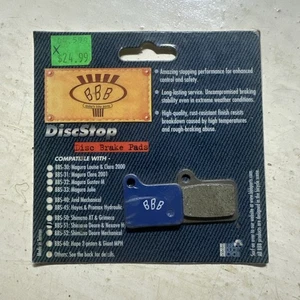 X
$24.99
BBB
DiscStop
Disc Brake Pads
COMPATIBLE WITH -
BBS-30: Magura Louise & Clara 2000
BBS-31: Magura Clara 2001
BBS-32: Magura Gustav M
BBS-33: Magura Julie
BBS-40: Avid Mechanical
BBS-45: Hayes & Promax Hydraulic
BBS-50: Shimano XT & Grimeca
BBS-51: Shimano Deore & Nexave
BBS-52: Shimano Deore Mechanical
BBS-60: Hope 2 system & Giant MPH
Others: See the back for details
Amazing stopping performance for enhanced
control and safety.
Long-lasting service. Uncompromised braking
stability even in extreme weather conditions.
High-quality, rust-resistant finish resists
breakdown caused by high temperatures
and rough-braking abuse.
BBB